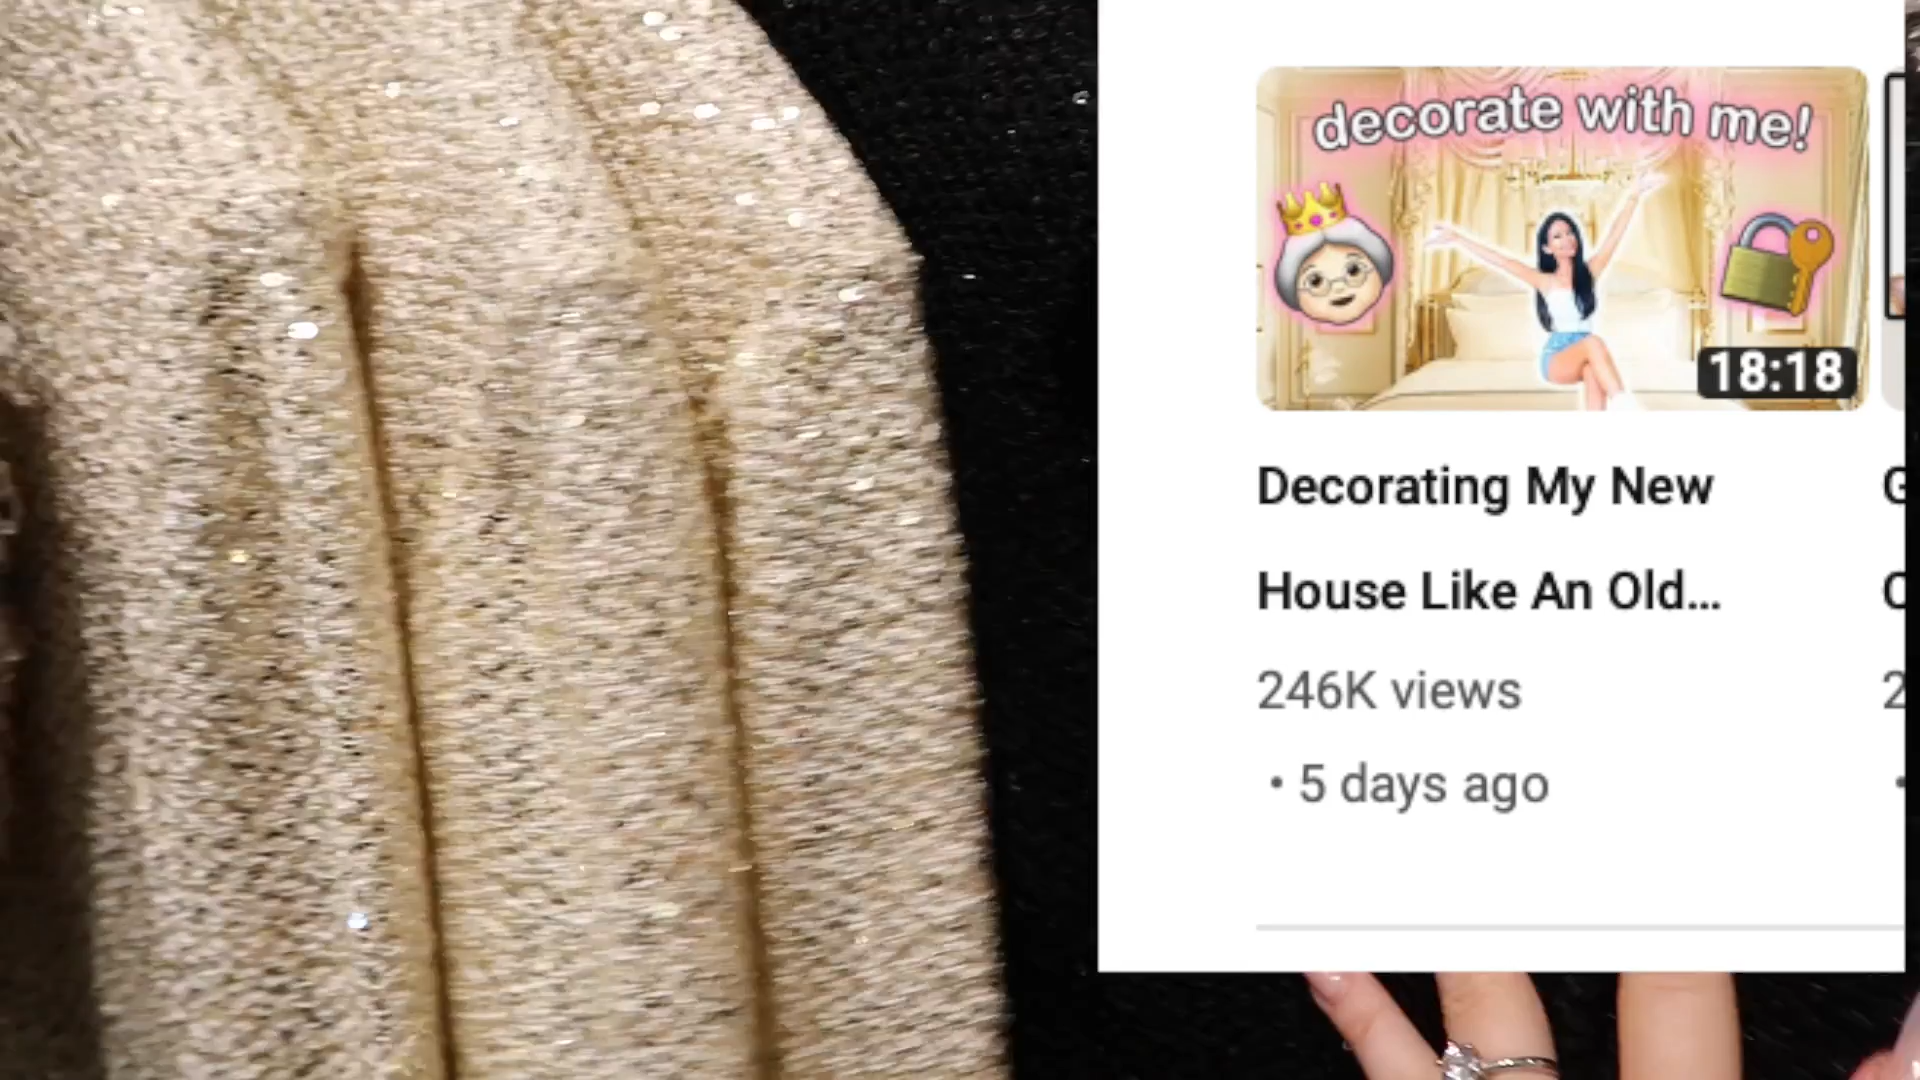 decorate with me!
18:18
Decorating My New
House Like An Old...
246K views
• 5 days ago